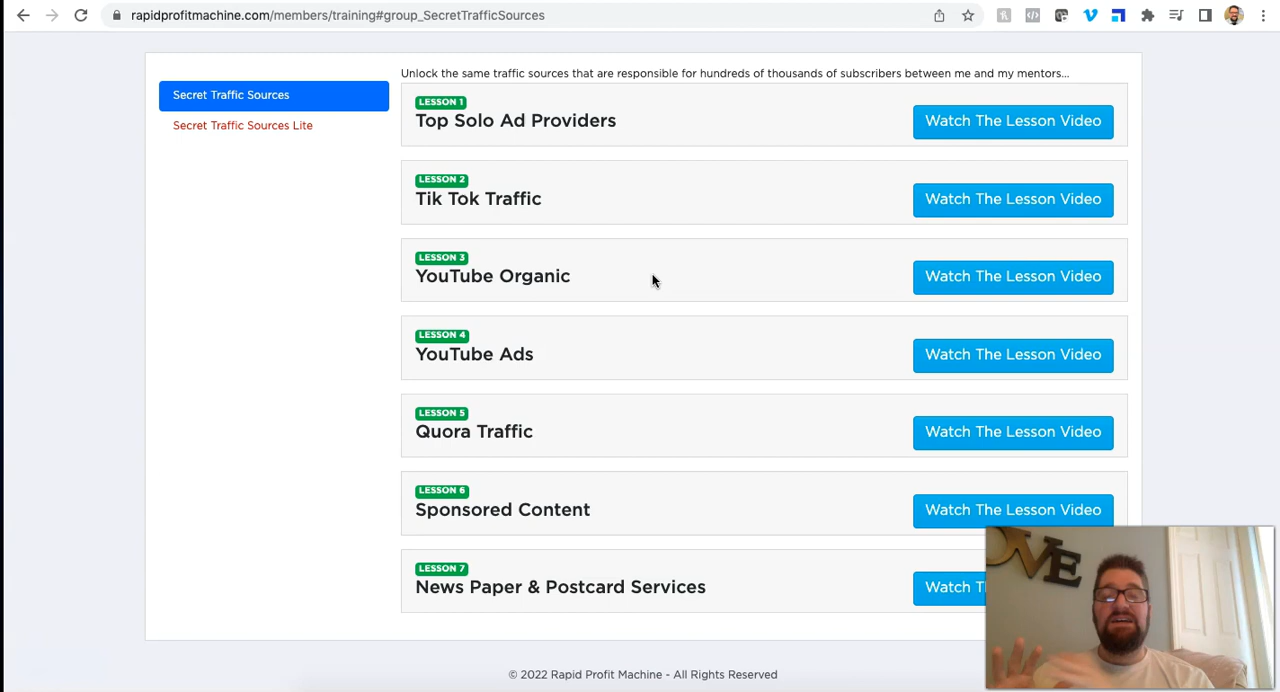 rapidprofitmachine.com/members/training#group_SecretTrafficSources
Unlock the same traffic sources that are responsible for hundreds of thousands of subscribers between me and my mentors...
Secret Traffic Sources
Secret Traffic Sources Lite
LESSON 1
Top Solo Ad Providers
Watch The Lesson Video
LESSON 2
Tik Tok Traffic
Watch The Lesson Video
LESSON 3
YouTube Organic
Watch The Lesson Video
LESSON 4
YouTube Ads
Watch The Lesson Video
LESSON 5
Quora Traffic
Watch The Lesson Video
LESSON 6
Sponsored Content
Watch The Lesson Video
LESSON 7
News Paper & Postcard Services
Watch T
OVE
© 2022 Rapid Profit Machine - All Rights Reserved